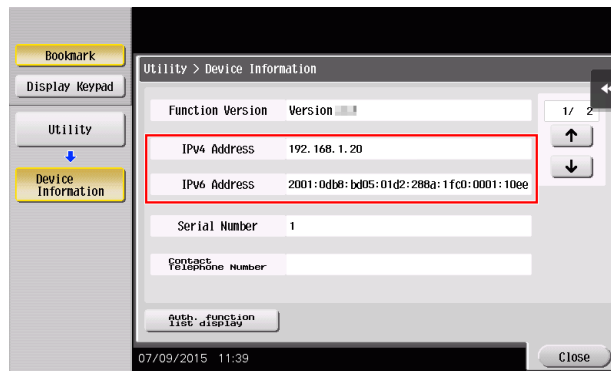 Bookmark
Display Keypad
Utility
Device
Information
Utility > Device Information
Function Version Version
1/ 2
IPv4 Address 192.168.1.20
IPv6 Address 2001:0db8:bd05:01d2:288a:1fc0:0001:10ee
Serial Number 1
Contact
Telephone Number
Auth. function
list display
07/09/2015 11:39
Close